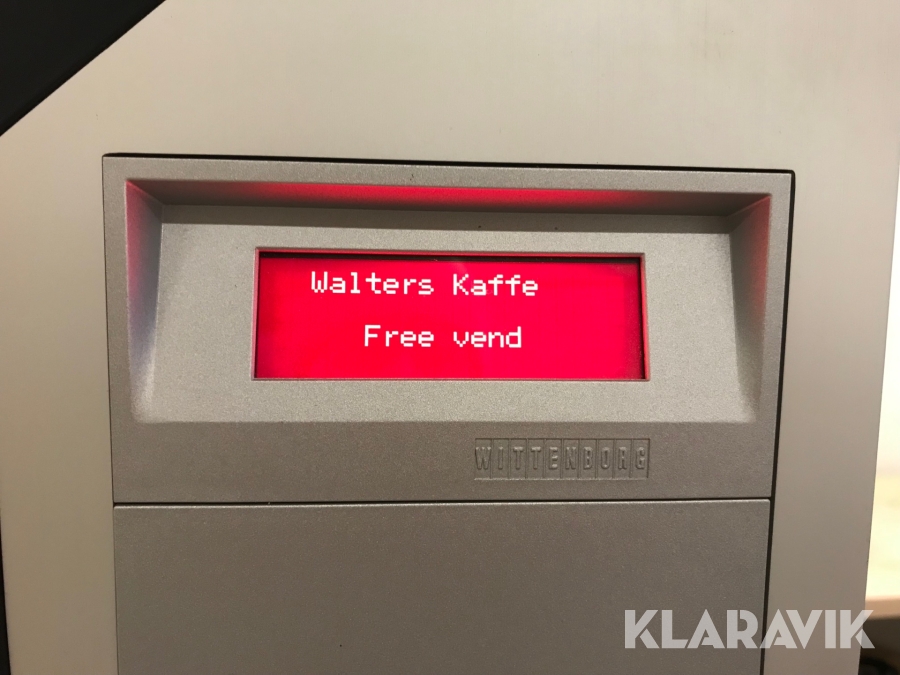 Walters Kaffe
Free vend
WITTENBORG
KLARAVIK